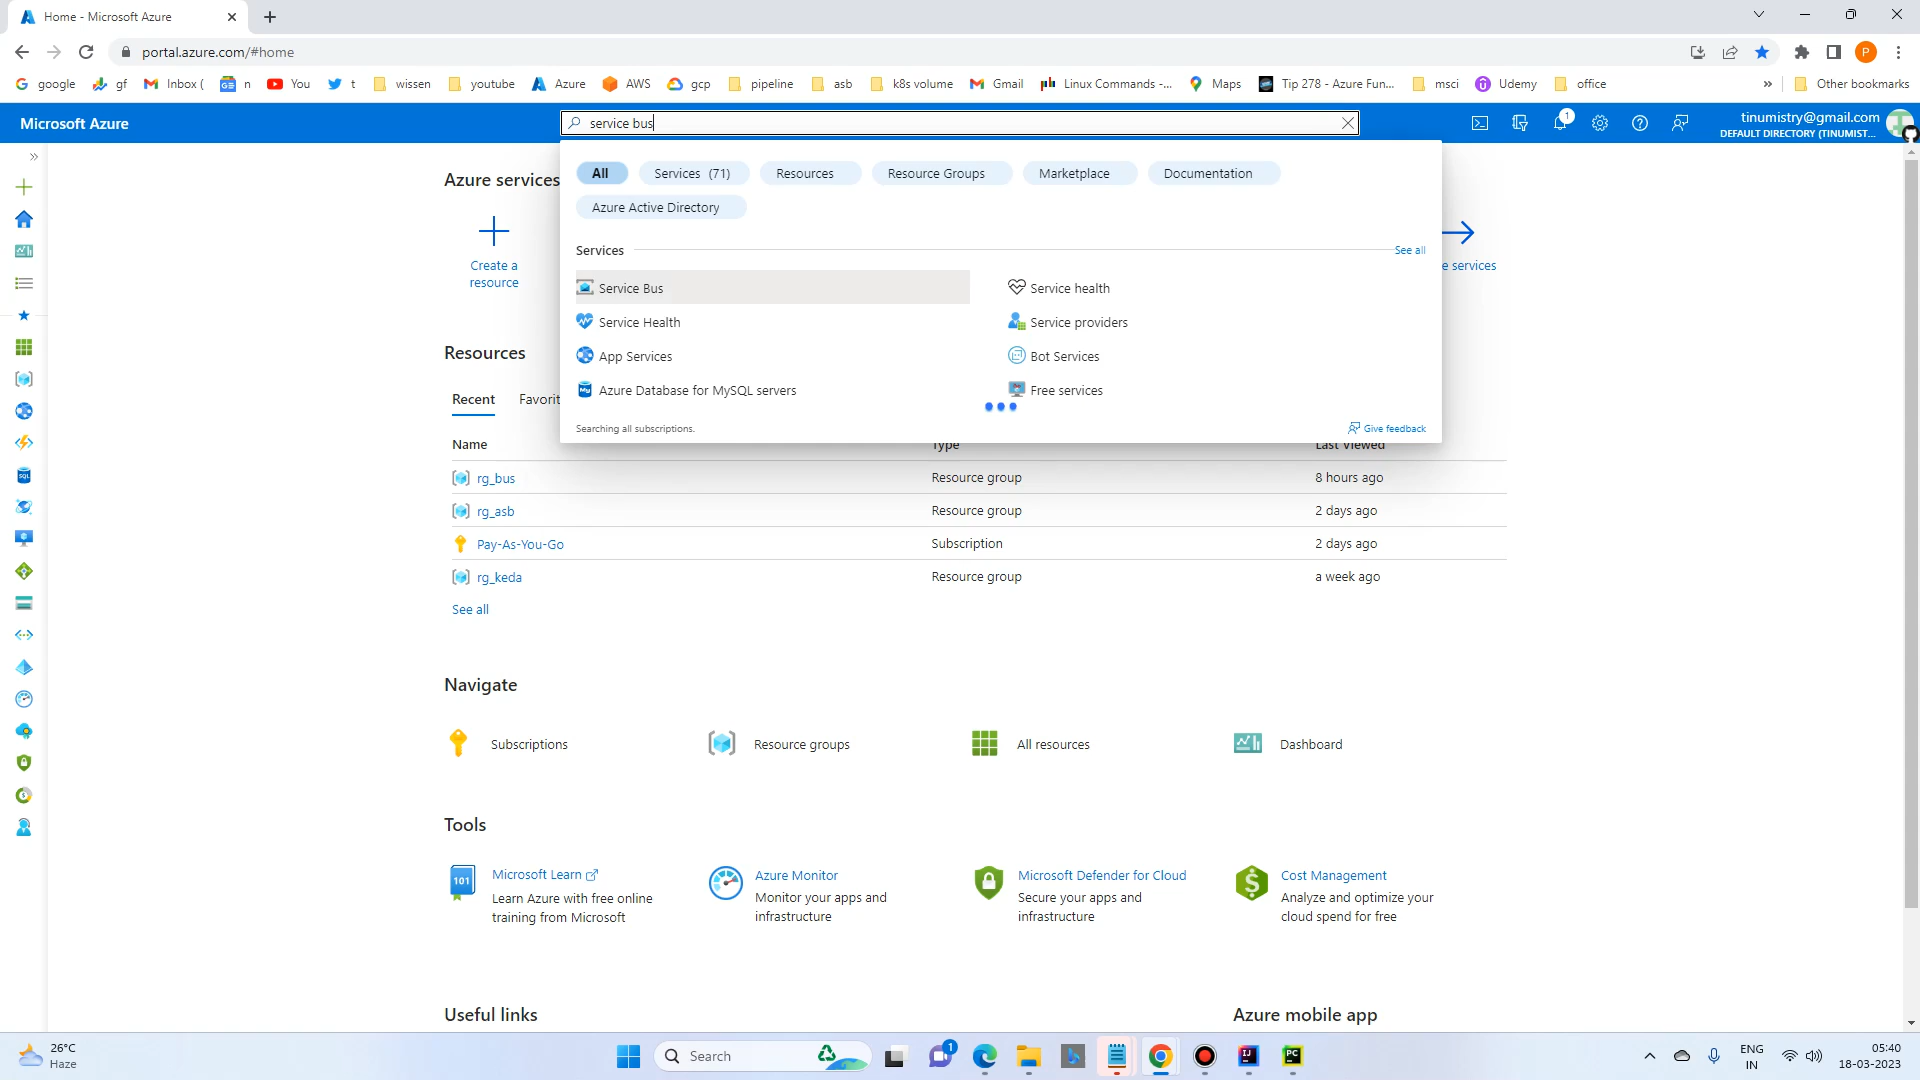 Home - Microsoft Azure
portal.azure.com/#home
P
google
gf
Inbox (
n
You
t
wissen
youtube
Azure
AWS
gcp
pipeline
asb
k8s volume
Gmail
Linux Commands -...
Maps
Tip 278 - Azure Fun...
msci
Udemy
office
»
Other bookmarks
Microsoft Azure
service bus
1
tinumistry@gmail.com
DEFAULT DIRECTORY (TINUMIST...
All
Services (71)
Resources
Resource Groups
Marketplace
Documentation
Azure Active Directory
Services
See all
Service Bus
Service health
Service Health
Service providers
App Services
Bot Services
Azure Database for MySQL servers
Free services
Searching all subscriptions.
Give feedback
Azure services
Create a
resource
e services
Resources
Recent
Favorit
Name
Type
Last Viewed
rg_bus
Resource group
8 hours ago
rg_asb
Resource group
2 days ago
Pay-As-You-Go
Subscription
2 days ago
rg_keda
Resource group
a week ago
See all
Navigate
Subscriptions
Resource groups
All resources
Dashboard
Tools
101
Microsoft Learn
Learn Azure with free online
training from Microsoft
Azure Monitor
Monitor your apps and
infrastructure
Microsoft Defender for Cloud
Secure your apps and
infrastructure
Cost Management
Analyze and optimize your
cloud spend for free
Useful links
Azure mobile app
26°C
Haze
Search
1
IJ
PC
ENG
IN
05:40
18-03-2023